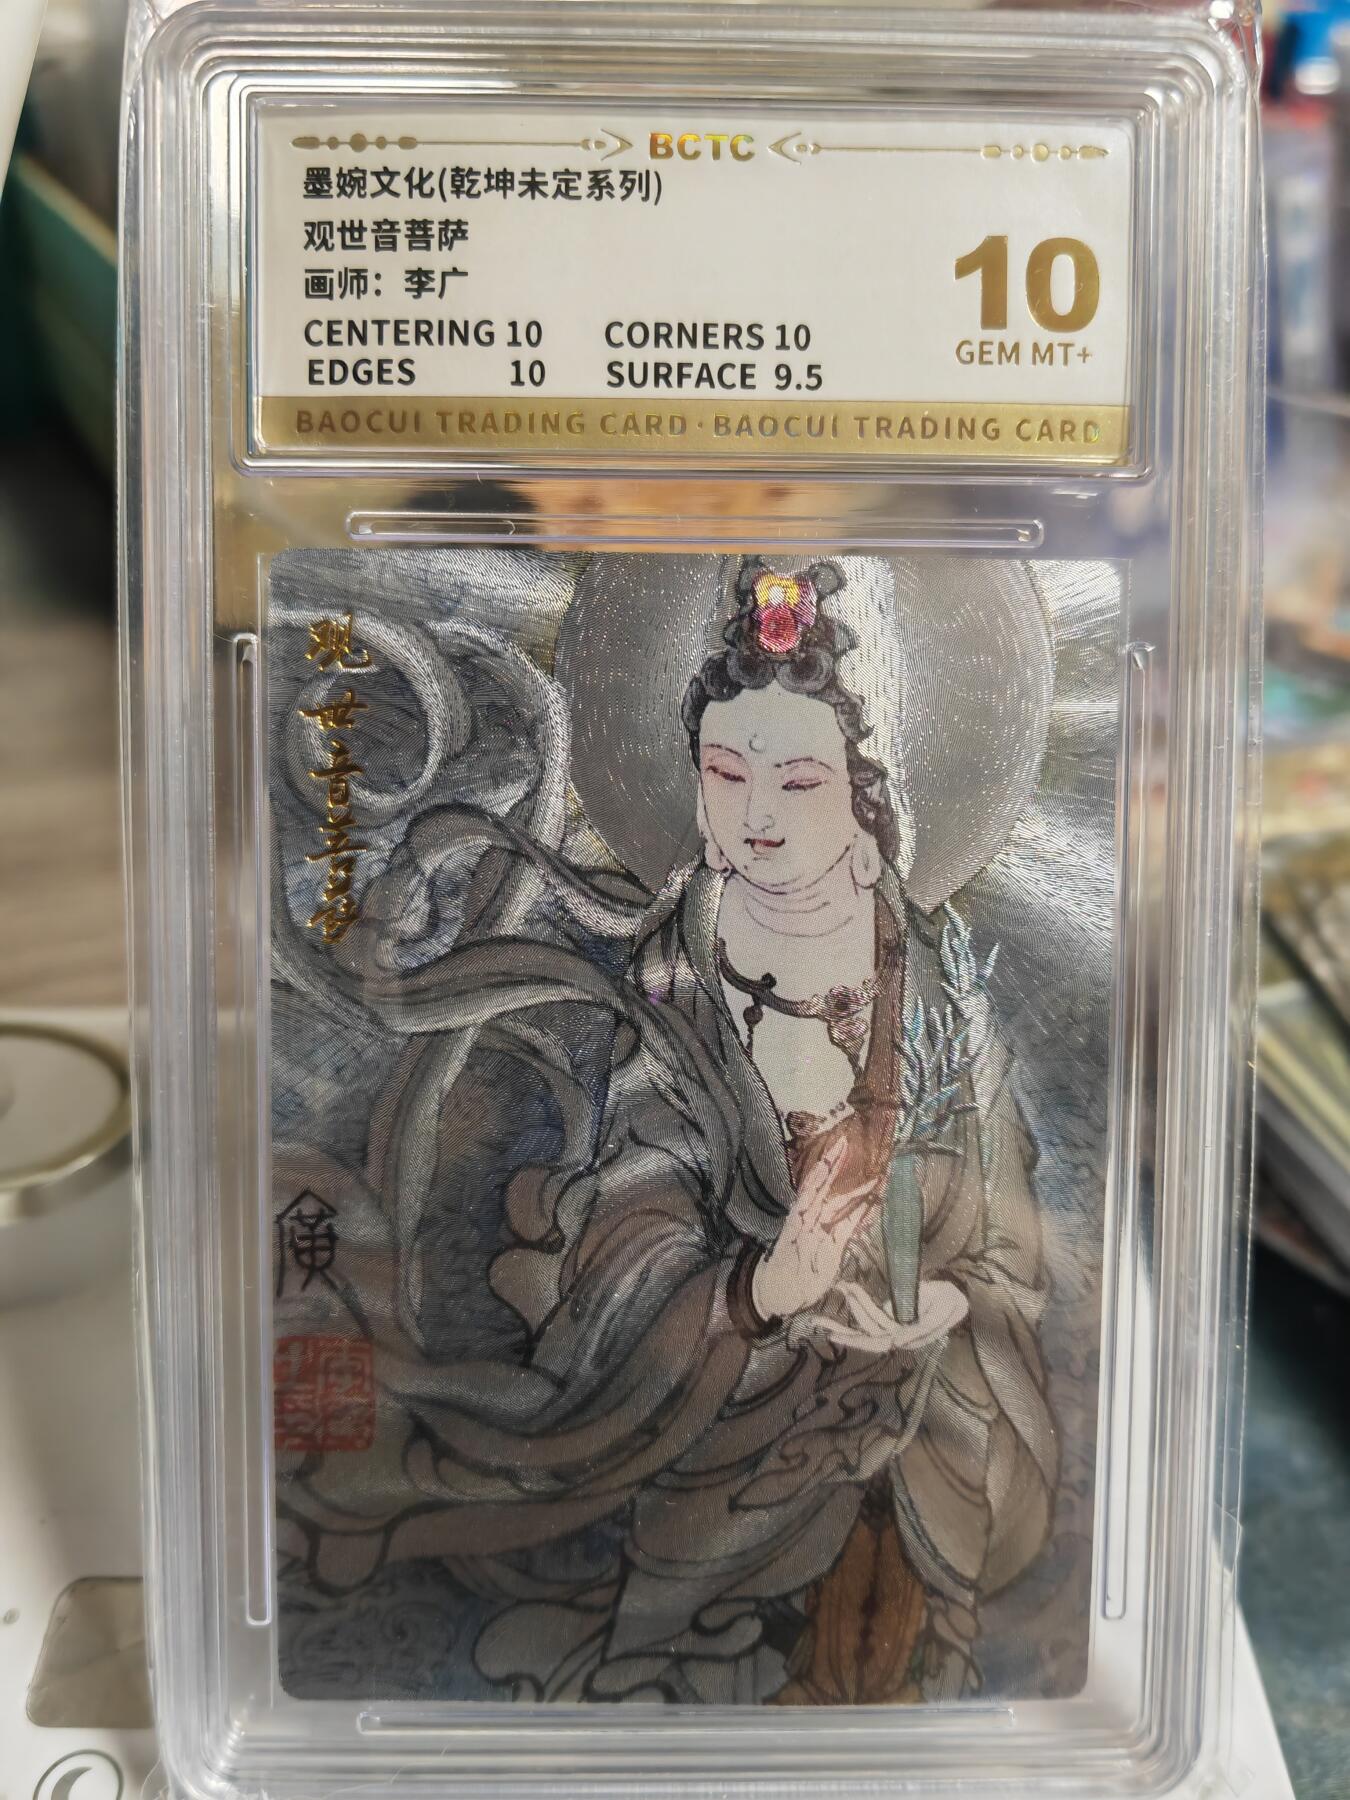 BCTC
墨婉文化(乾坤未定系列)
观世音菩萨
画师：李广
CENTERING 10 CORNERS 10
EDGES 10 SURFACE 9.5
10
GEM MT+
BAOCUI TRADING CARD·BAOCUI TRADING CARD
观世音菩萨
廣